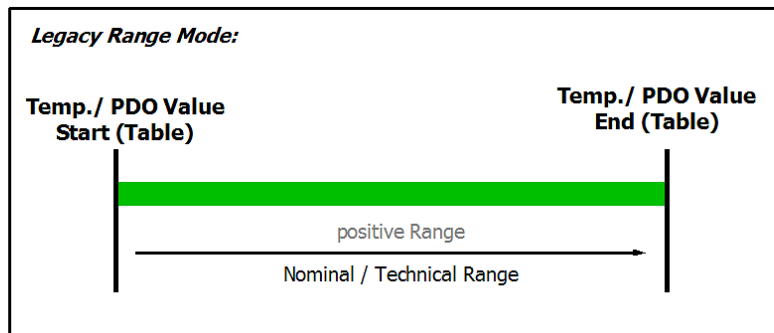 Legacy Range Mode:
Temp./ PDO Value
Start (Table)
Temp./ PDO Value
End (Table)
positive Range
Nominal / Technical Range